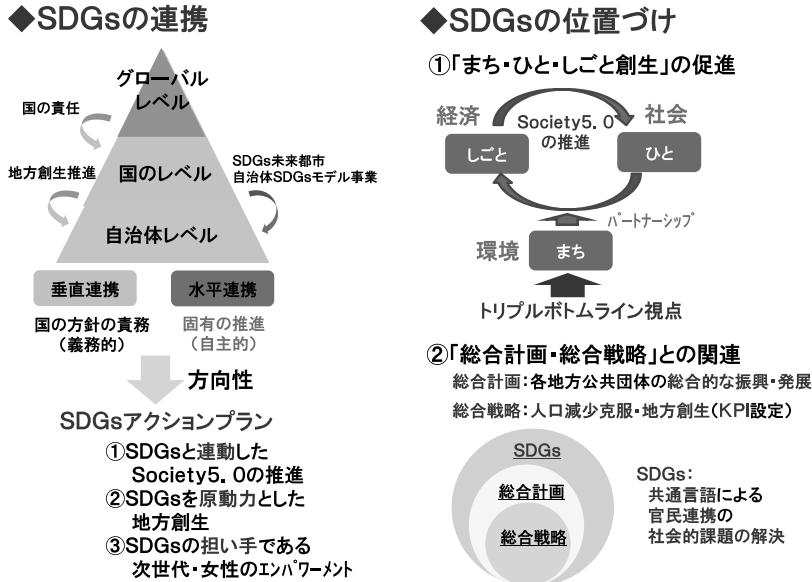 ◆SDGsの連携
グローバル
レベル
国の責任
国のレベル
地方創生推進
SDGs未来都市
自治体SDGsモデル事業
自治体レベル
垂直連携
水平連携
国の方針の責務
(義務的)
固有の推進
(自主的)
方向性
SDGsアクションプラン
①SDGsと連動した
Society5.0の推進
②SDGsを原動力とした
地方創生
③SDGsの担い手である
次世代・女性のエンパワーメント
◆SDGsの位置づけ
①「まち・ひと・しごと創生」の促進
経済
社会
Society5.0
の推進
しごと
ひと
パートナーシップ
環境
まち
トリプルボトムライン視点
②「総合計画・総合戦略」との関連
総合計画:各地方公共団体の総合的な振興・発展
総合戦略:人口減少克服・地方創生(KPI設定)
SDGs
総合計画
総合戦略
SDGs:
共通言語による
官民連携の
社会的課題の解決